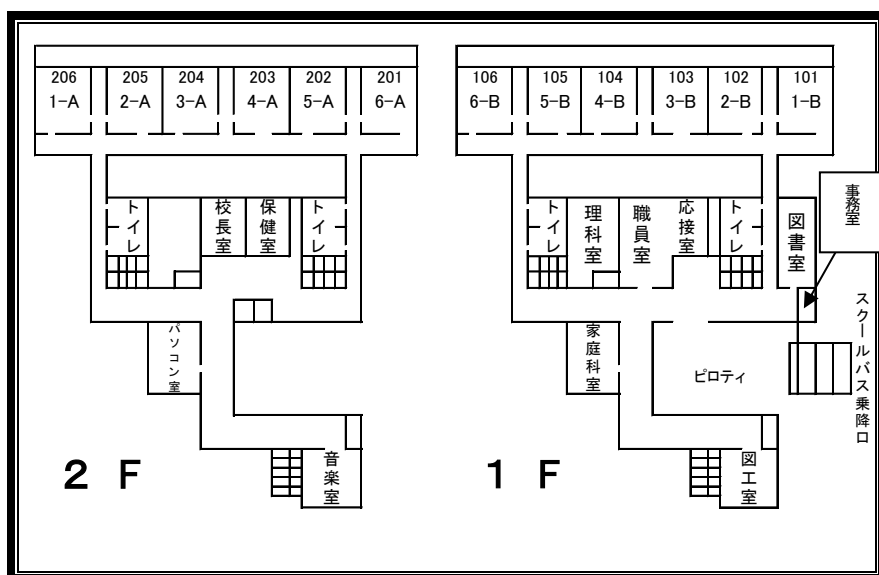 206 205 204 203 202 201
1-A 2-A 3-A 4-A 5-A 6-A
トイレ
校長室
保健室
トイレ
パソコン室
音楽室
2 F
106 105 104 103 102 101
6-B 5-B 4-B 3-B 2-B 1-B
トイレ
理科室
職員室
応接室
トイレ
図書室
事務室
家庭科室
ピロティ
スクールバス乗降口
図工室
1 F